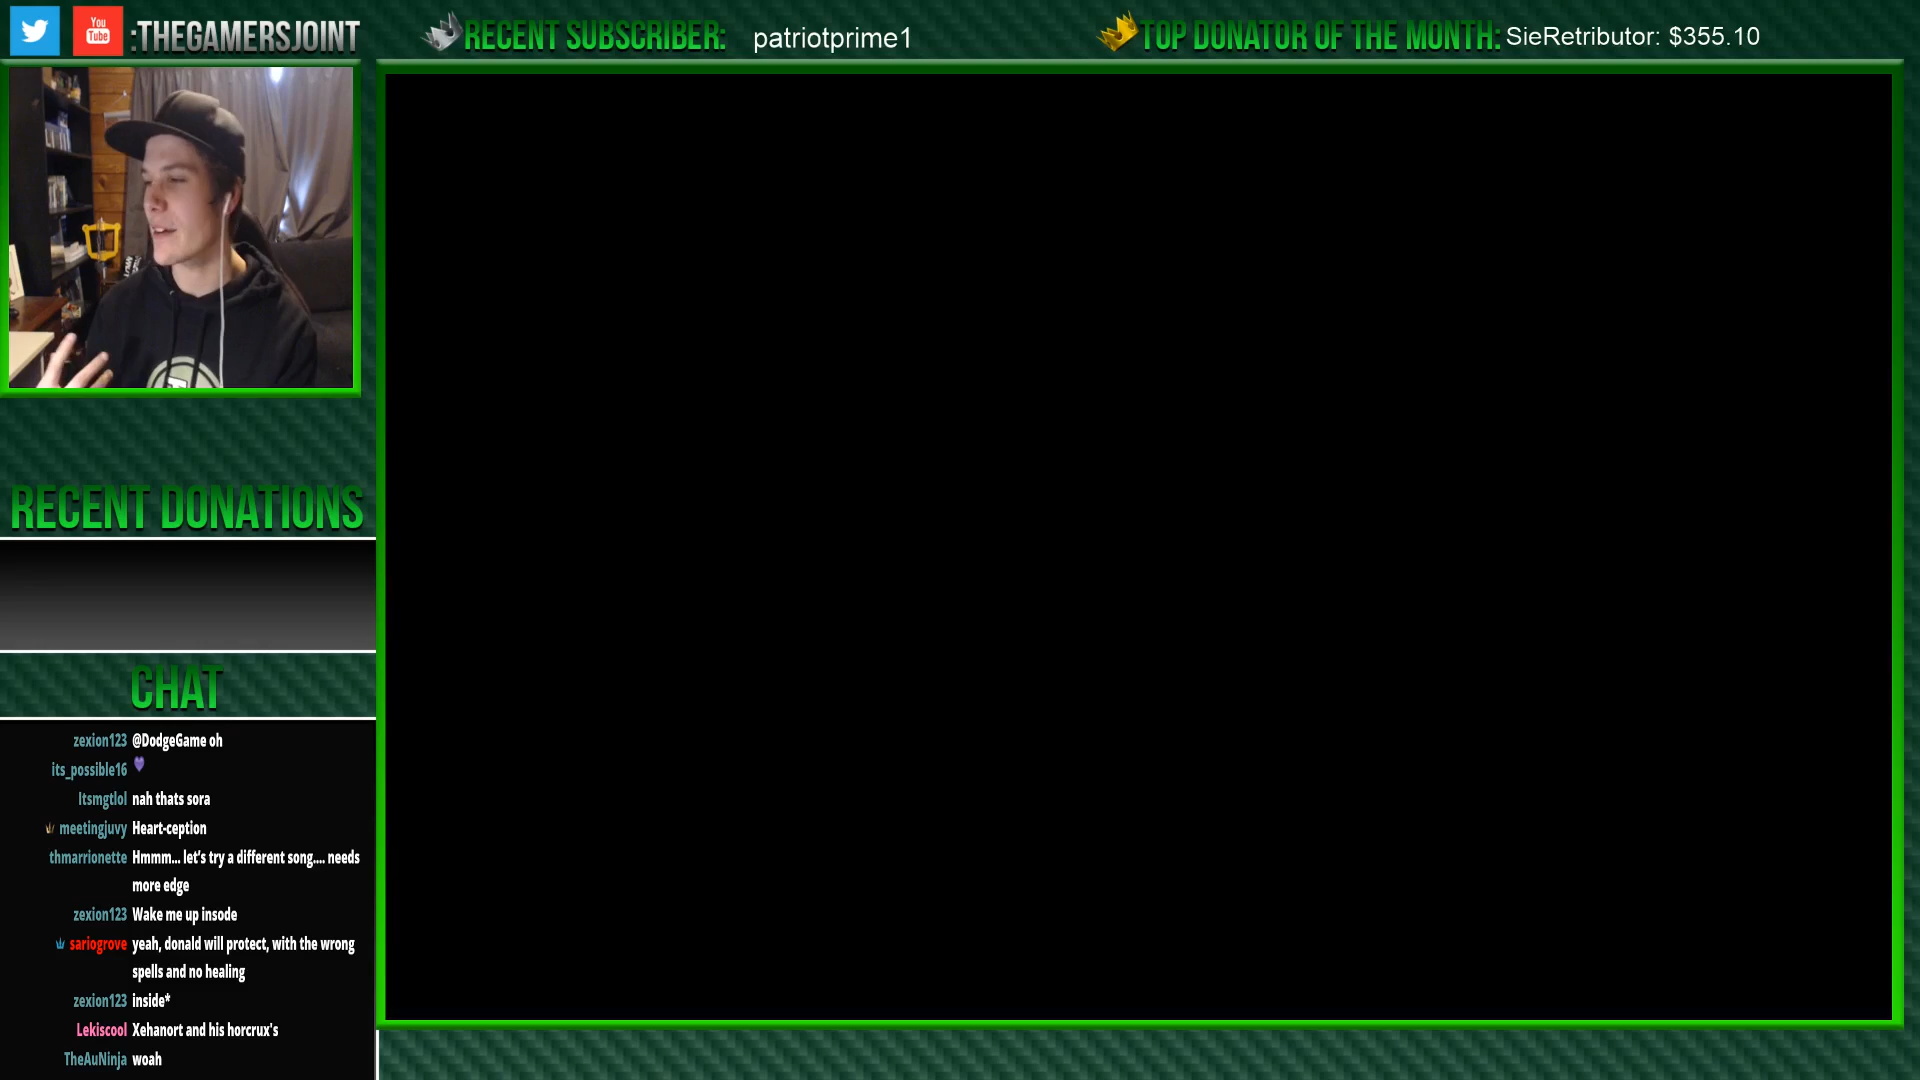 You Tube :THEGAMERSJOINT
RECENT SUBSCRIBER: patriotprime1
TOP DONATOR OF THE MONTH: SieRetributor: $355.10
RECENT DONATIONS
CHAT
zexion123 @DodgeGame oh
its_possible16 💜
Itsmgtlol nah thats sora
meetingjuvy Heart-ception
thmarrionette Hmmm... let's try a different song.... needs
more edge
zexion123 Wake me up insode
sariogrove yeah, donald will protect, with the wrong
spells and no healing
zexion123 inside*
Lekiscool Xehanort and his horcrux's
TheAuNinja woah